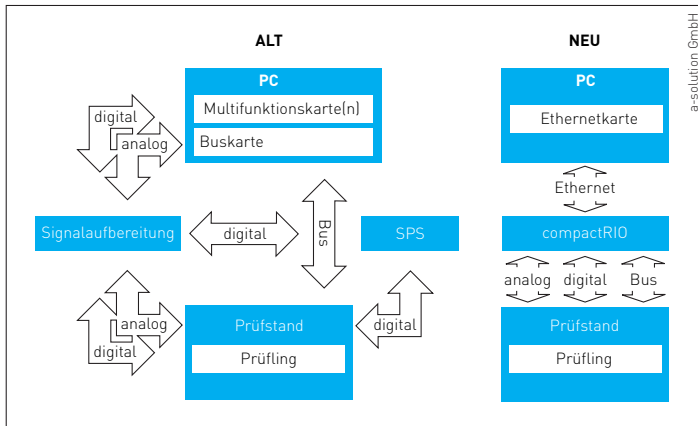 ALT
NEU
a-solution GmbH
PC
Multifunktionskarte(n)
Buskarte
PC
Ethernetkarte
digital
analog
Ethernet
Signalaufbereitung
digital
Bus
SPS
compactRIO
analog
digital
Bus
analog
digital
Prüfstand
Prüfling
digital
Prüfstand
Prüfling